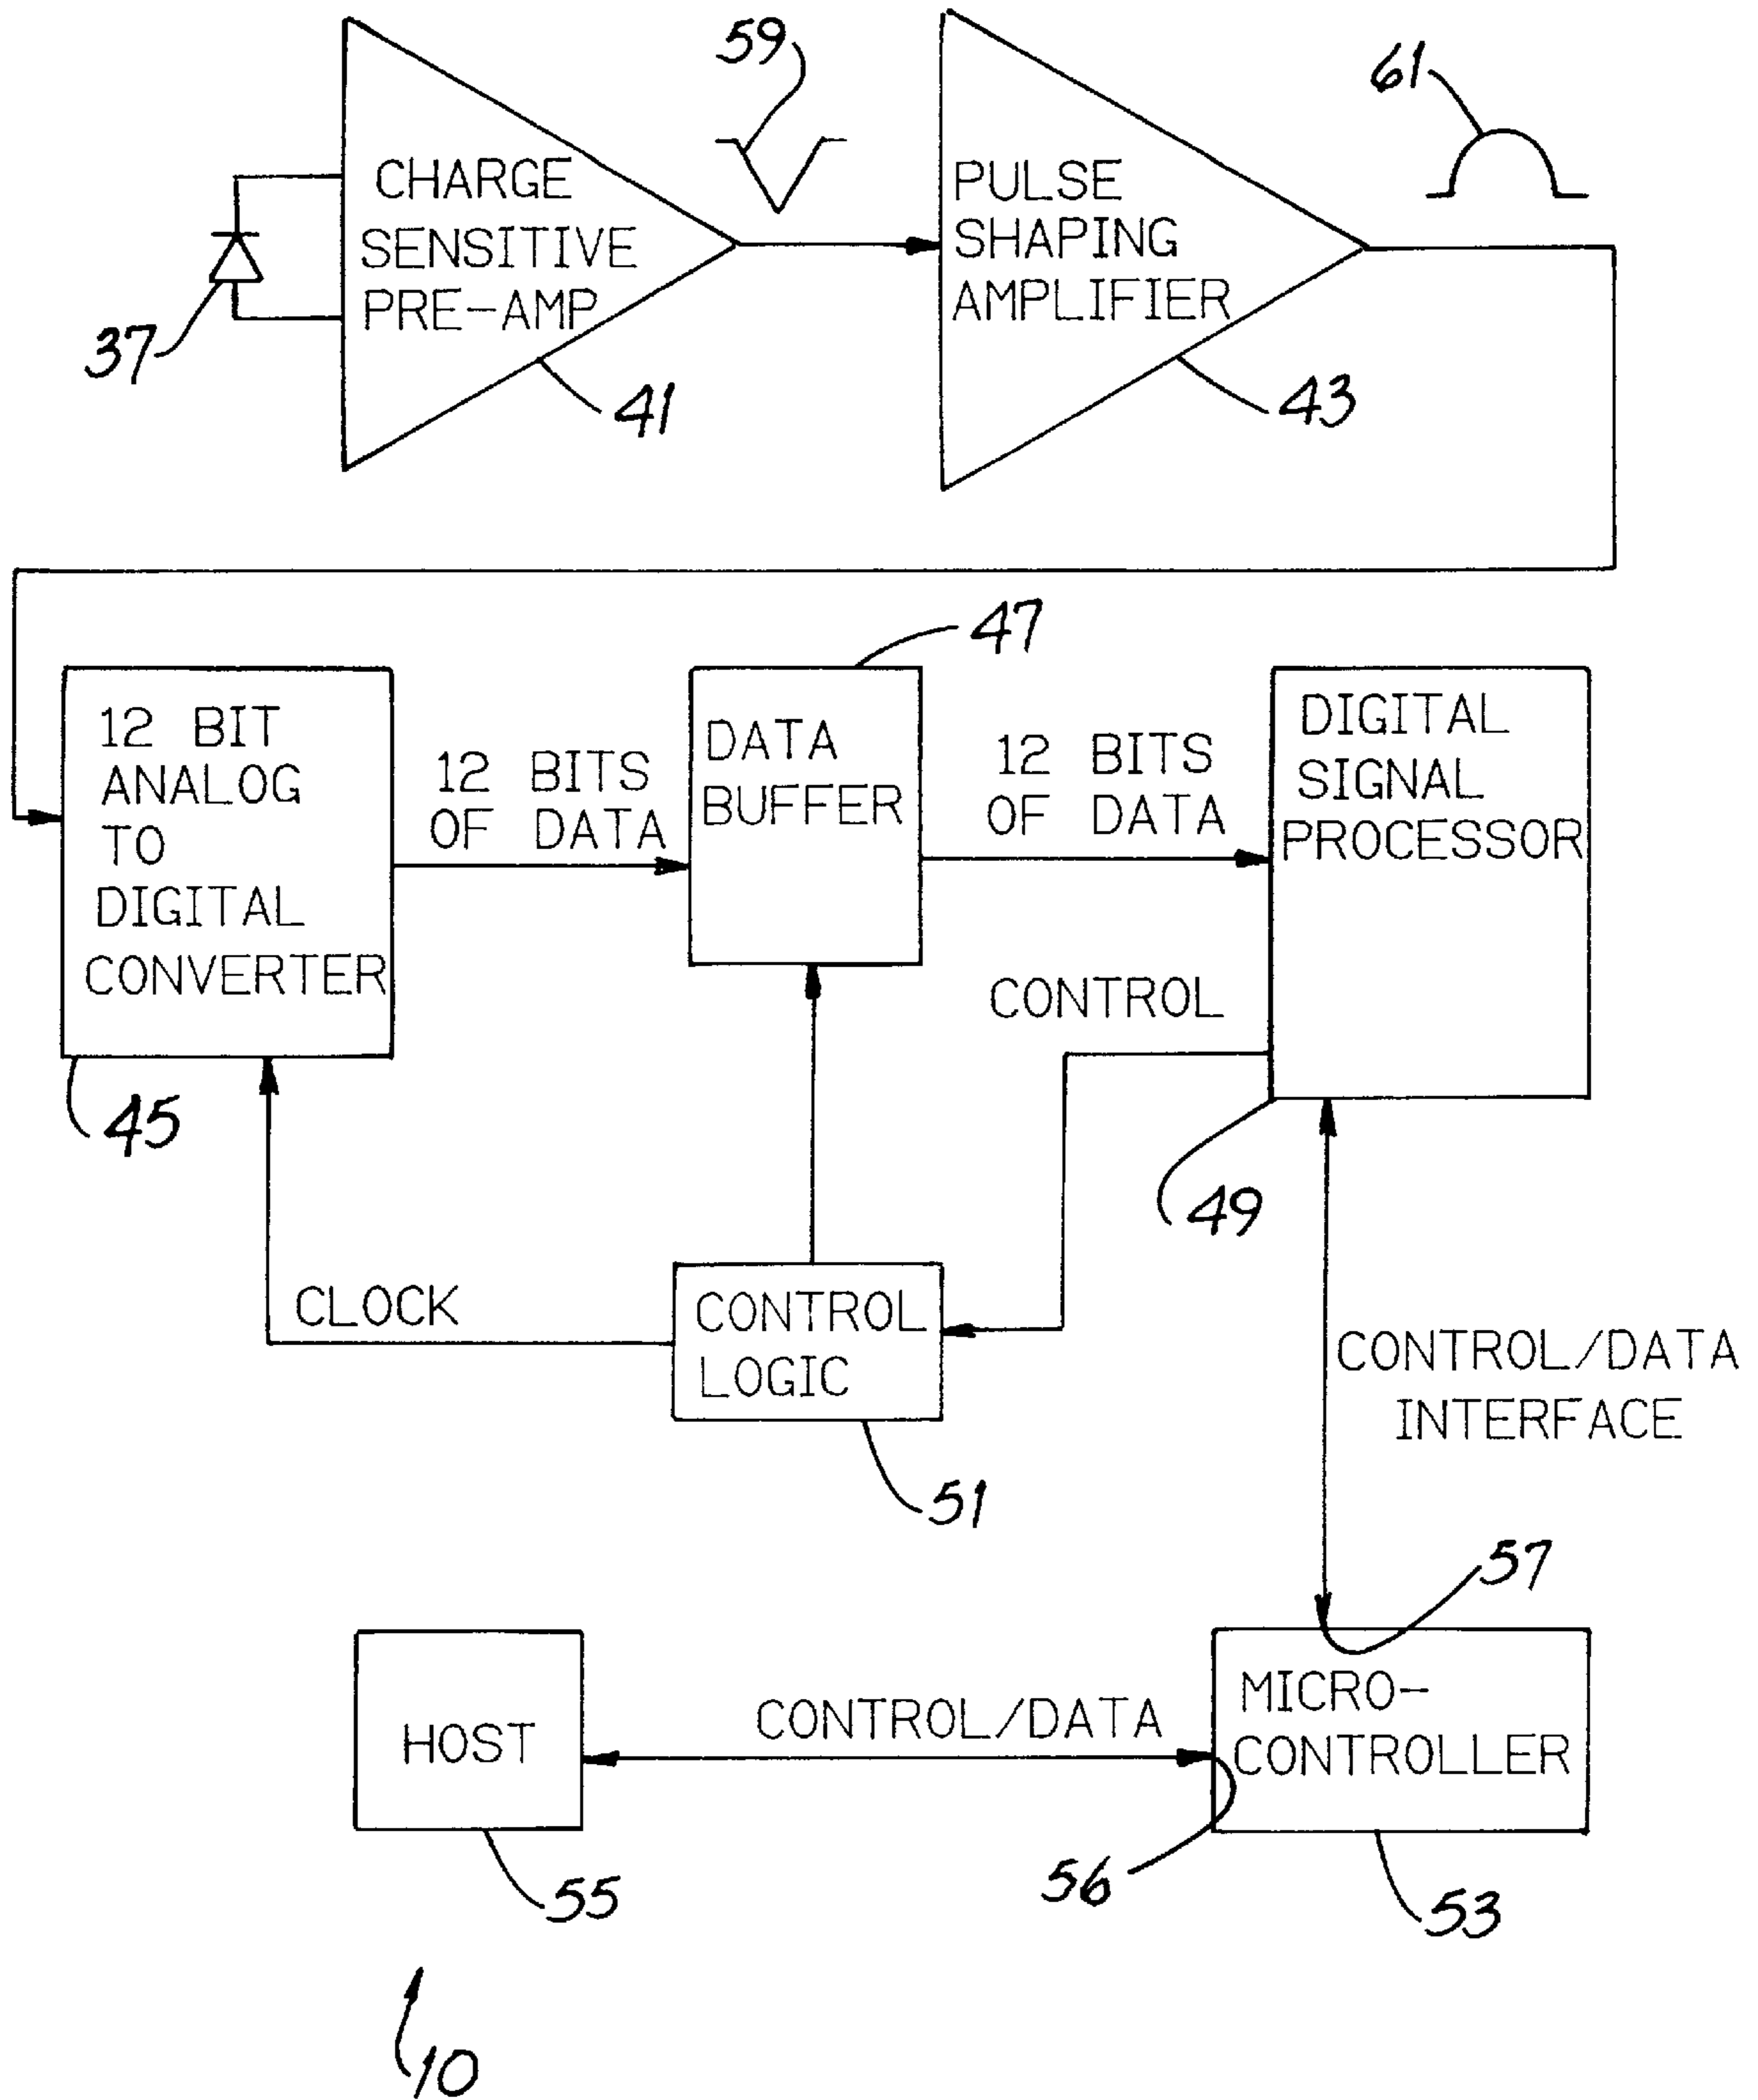 59
61
CHARGE
SENSITIVE
PRE-AMP
PULSE
SHAPING
AMPLIFIER
37
41
43
47
12 BIT
ANALOG
TO
DIGITAL
CONVERTER
12 BITS
OF DATA
DATA
BUFFER
12 BITS
OF DATA
DIGITAL
SIGNAL
PROCESSOR
CONTROL
45
49
CLOCK
CONTROL
LOGIC
CONTROL/DATA
INTERFACE
51
57
HOST
CONTROL/DATA
MICRO-
CONTROLLER
56
55
53
10